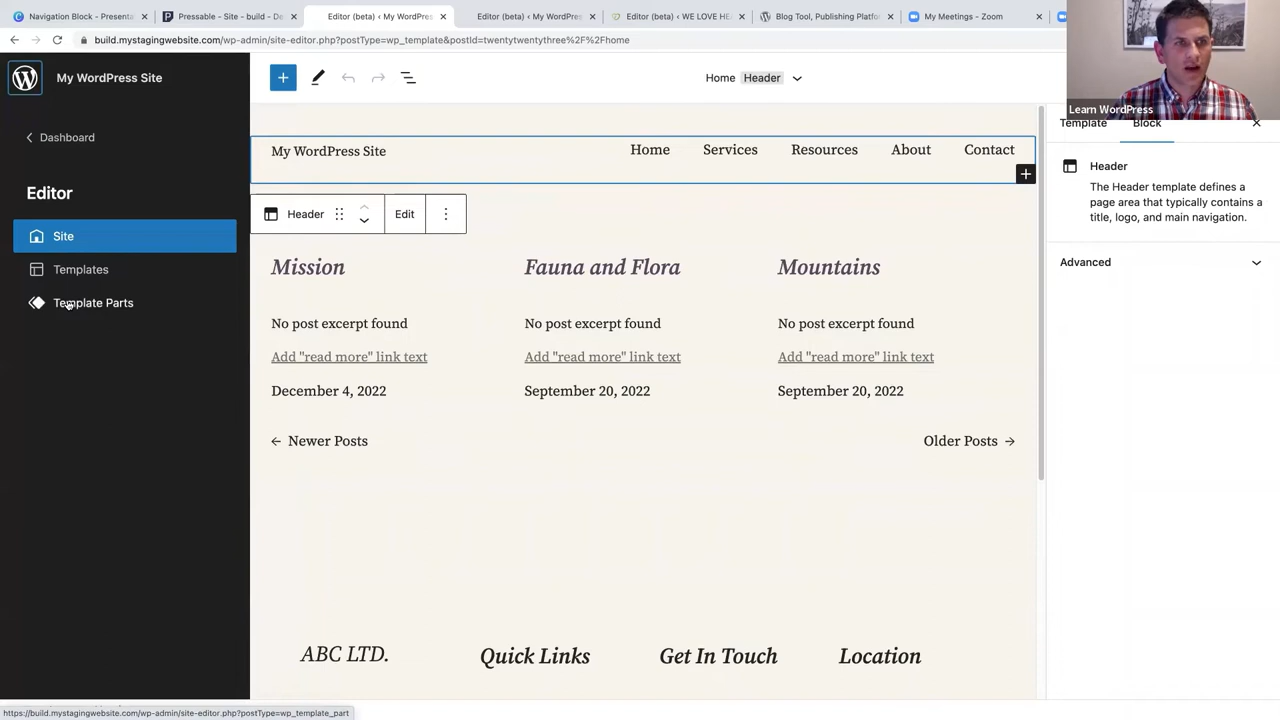 Navigation Block - Presenta
Pressable - Site - build - De
Editor (beta) ‹ My WordPres
Editor (beta) ‹ My WordPre
Editor (beta) ‹ WE LOVE HE
Blog Tool, Publishing Platfor
My Meetings - Zoom
build.mystagingwebsite.com/wp-admin/site-editor.php?postType=wp_template&postId=twentytwentythree%2F%2Fhome
Learn WordPress
My WordPress Site
Dashboard
Editor
Site
Templates
Template Parts
Home Header
My WordPress Site
Home Services Resources About Contact
Header Edit
Mission Fauna and Flora Mountains
No post excerpt found No post excerpt found No post excerpt found
Add "read more" link text Add "read more" link text Add "read more" link text
December 4, 2022 September 20, 2022 September 20, 2022
← Newer Posts Older Posts →
ABC LTD. Quick Links Get In Touch Location
Template Block
Header
The Header template defines a
page area that typically contains a
title, logo, and main navigation.
Advanced
https://build.mystagingwebsite.com/wp-admin/site-editor.php?postType=wp_template_part